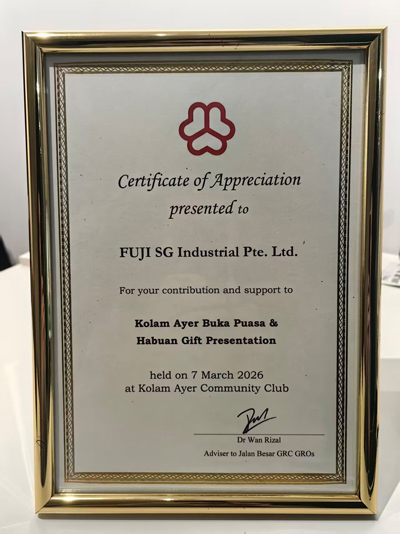 Certificate of Appreciation
presented to
FUJI SG Industrial Pte. Ltd.
For your contribution and support to
Kolam Ayer Buka Puasa &
Habuan Gift Presentation
held on 7 March 2026
at Kolam Ayer Community Club
Dr Wan Rizal
Adviser to Jalan Besar GRC GROs